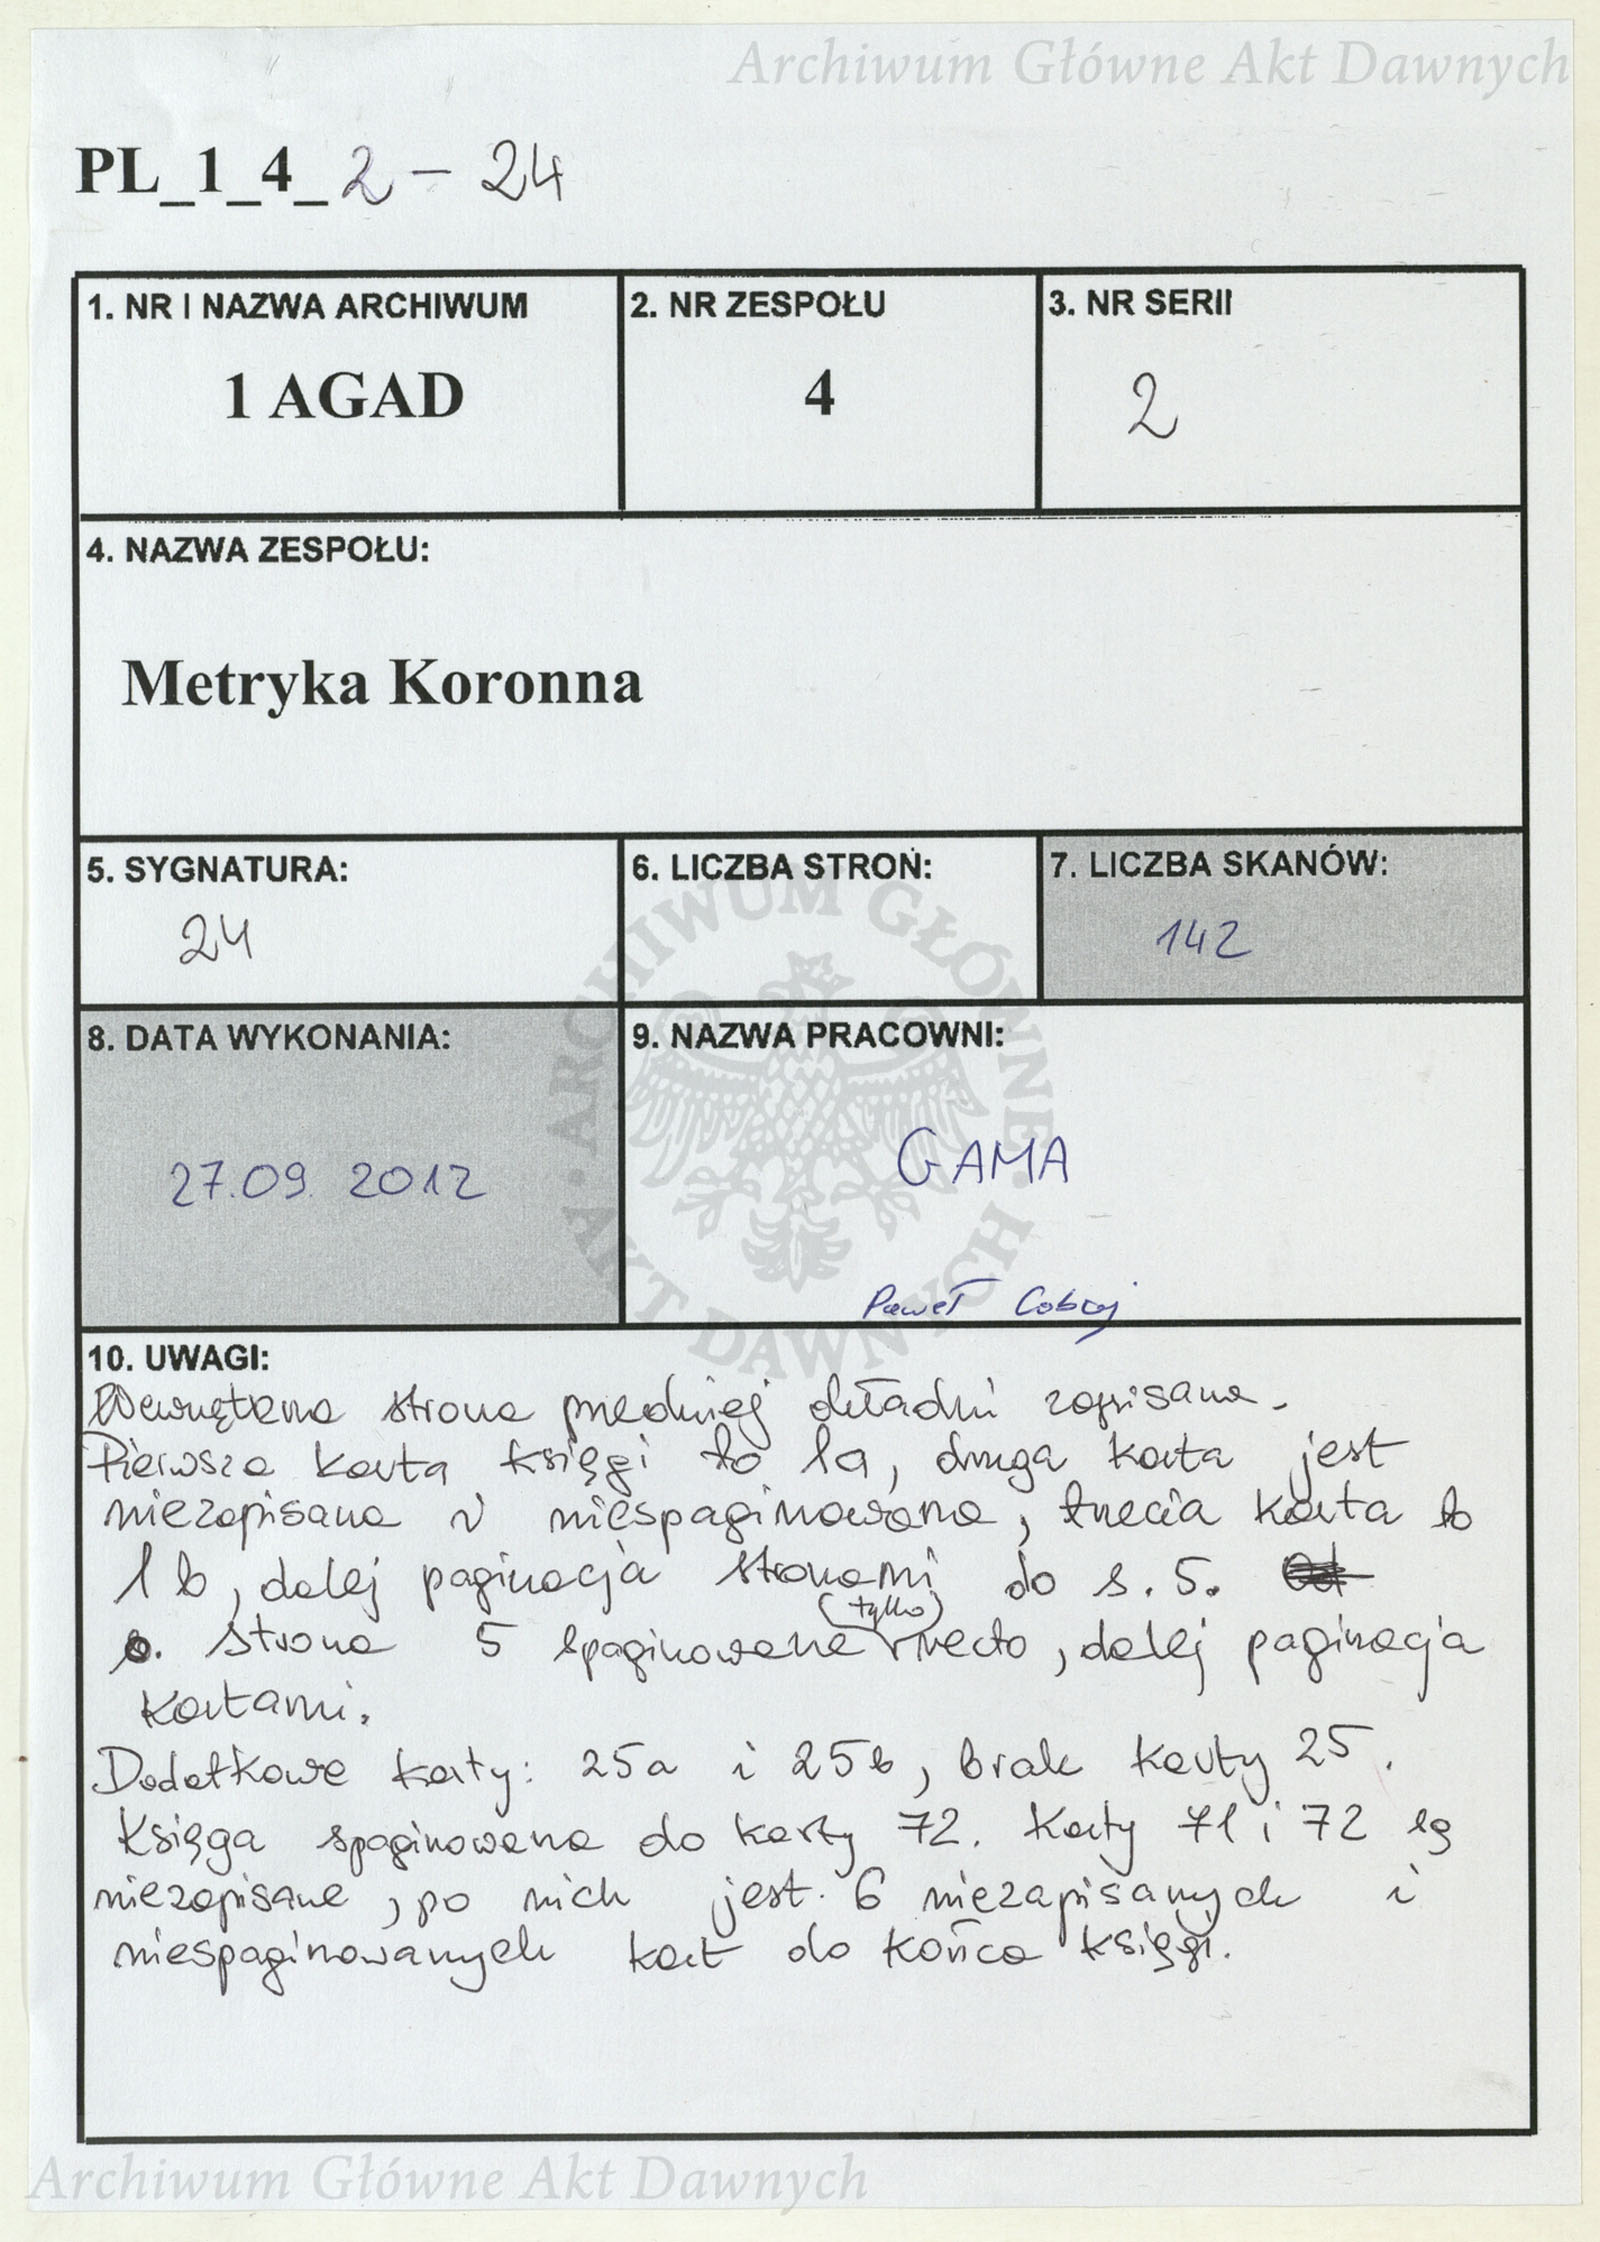 Archiwum Główne Akt Dawnych
PL_1_4_2 - 24
1. NR I NAZWA ARCHIWUM
1 AGAD
2. NR ZESPOŁU
4
3. NR SERII
2
4. NAZWA ZESPOŁU:
Metryka Koronna
5. SYGNATURA:
24
6. LICZBA STRON:
7. LICZBA SKANÓW:
142
8. DATA WYKONANIA:
27.09. 2012
9. NAZWA PRACOWNI:
GAMA
Paweł
ARCHIWUM GŁÓWNE · AKT DAWNYCH ·
10. UWAGI:
Wewnętrzna strona przedniej okładki zapisana.
Pierwsza karta księgi to 1a, druga karta jest
niezapisana i niespaginowana, trzecia karta to
1b, dalej paginacja stronami do s. 5.
strona 5 spaginowana (tylko) recto, dalej paginacja
kartami.
Dodatkowe karty: 25a i 25b, brak karty 25.
Księga spaginowana do karty 72. Karty 71 i 72 są
niezapisane, po nich jest 6 niezapisanych i
niespaginowanych kart do końca księgi.
Archiwum Główne Akt Dawnych